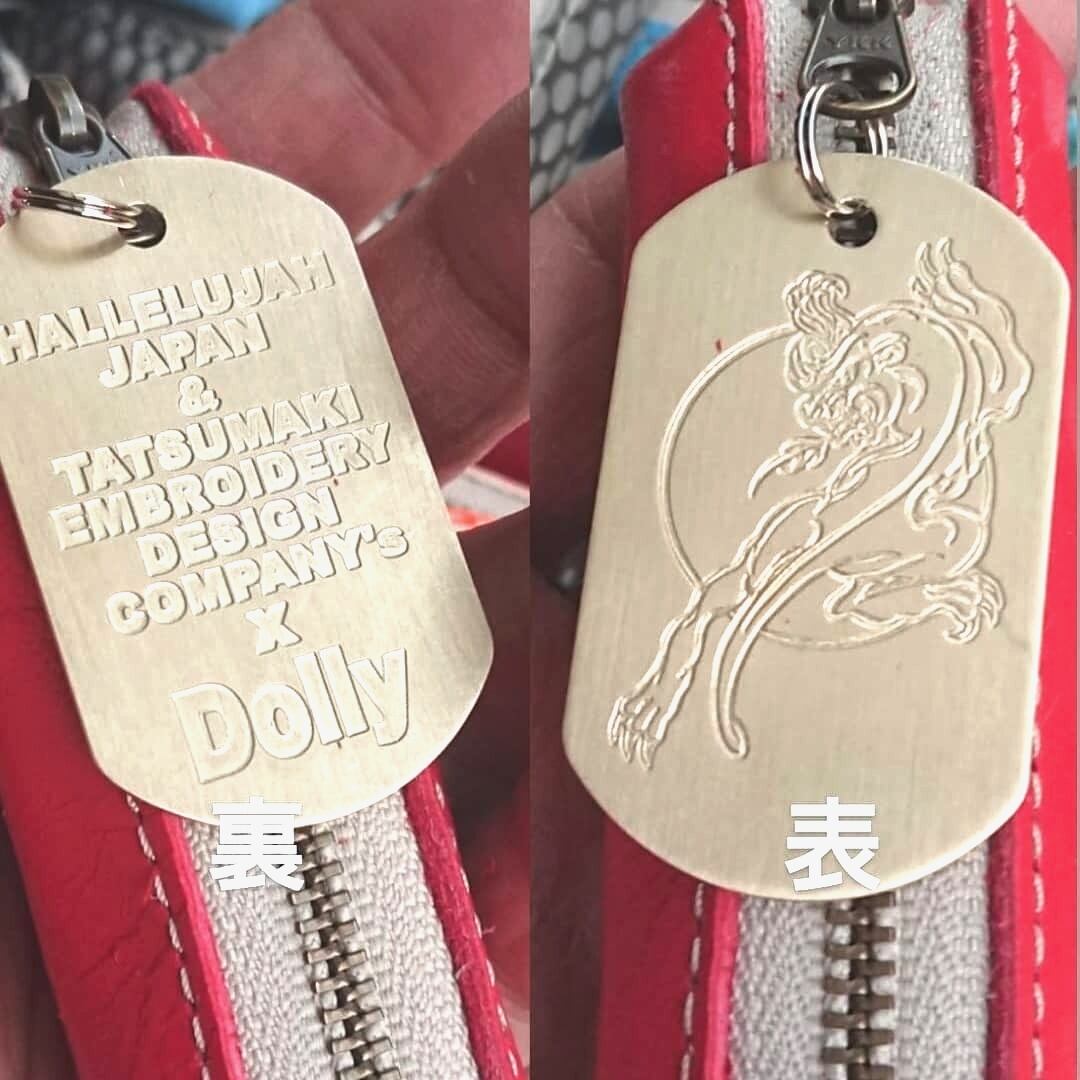 HALLELUJAH
JAPAN
&
TATSUMAKI
EMBROIDERY
DESIGN
COMPANY's
X
Dolly
裏
YKK
表